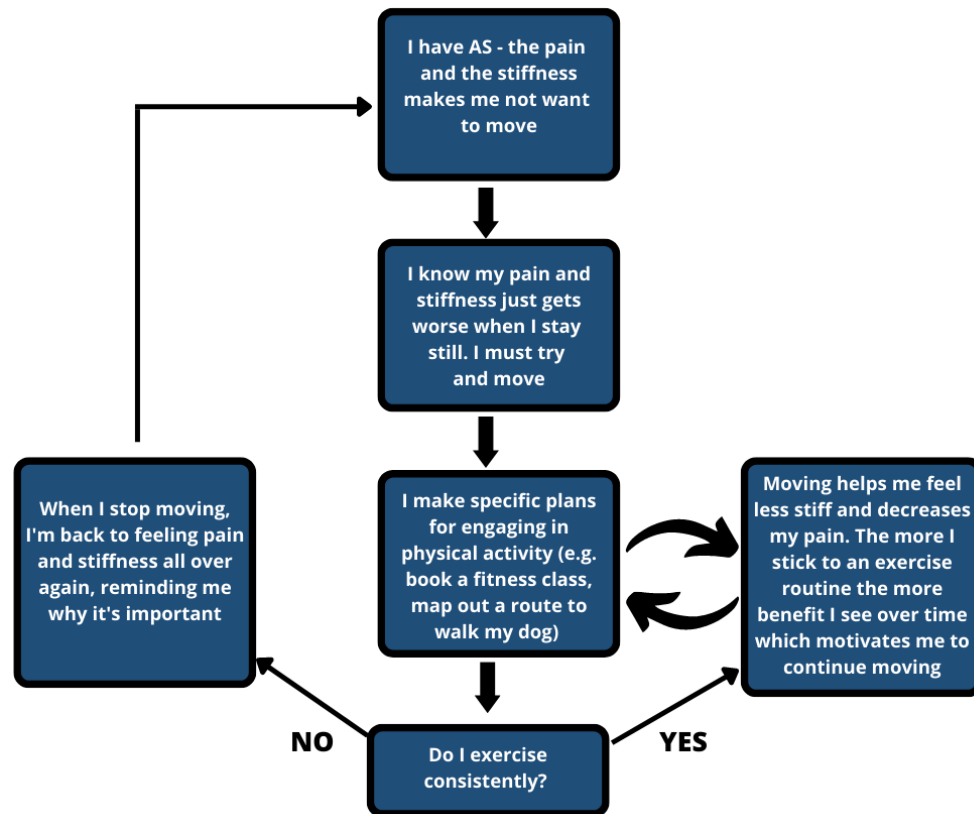 I have AS - the pain
and the stiffness
makes me not want
to move
I know my pain and
stiffness just gets
worse when I stay
still. I must try
and move
I make specific plans
for engaging in
physical activity (e.g.
book a fitness class,
map out a route to
walk my dog)
Moving helps me feel
less stiff and decreases
my pain. The more I
stick to an exercise
routine the more
benefit I see over time
which motivates me to
continue moving
When I stop moving,
I'm back to feeling pain
and stiffness all over
again, reminding me
why it's important
NO
YES
Do I exercise
consistently?